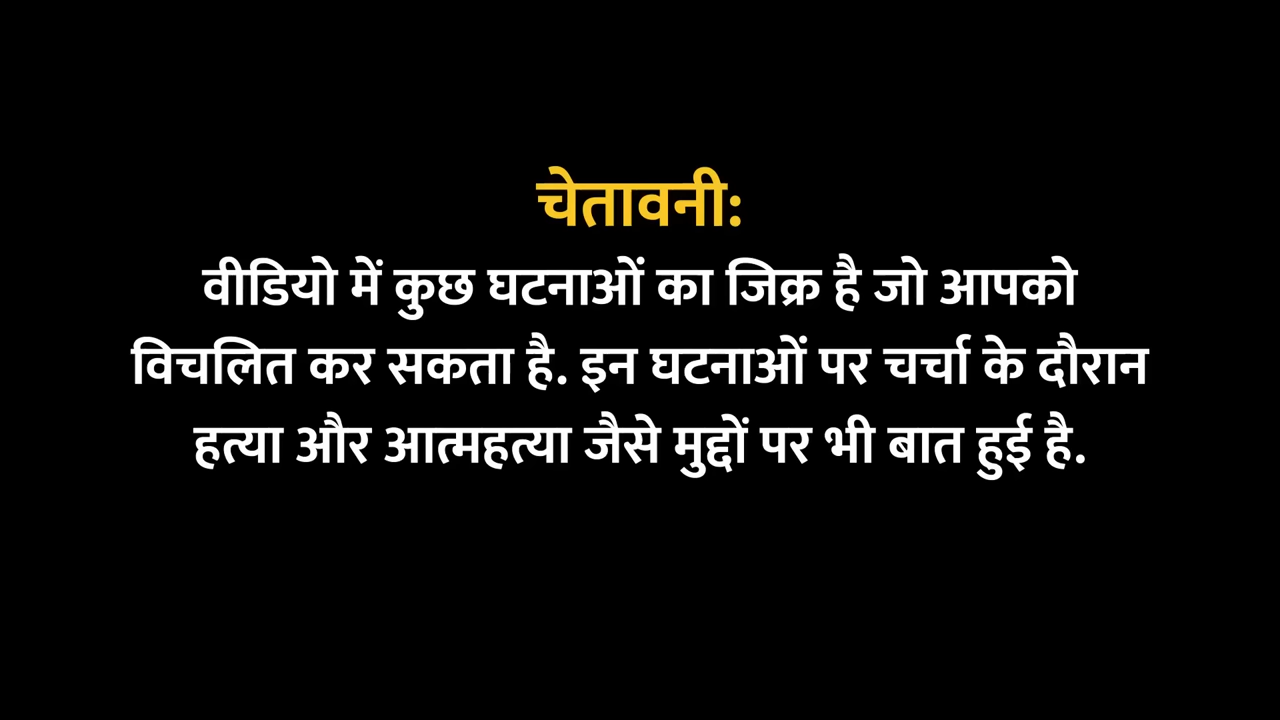 चेतावनी:
वीडियो में कुछ घटनाओं का जिक्र है जो आपको
विचलित कर सकता है. इन घटनाओं पर चर्चा के दौरान
हत्या और आत्महत्या जैसे मुद्दों पर भी बात हुई है.